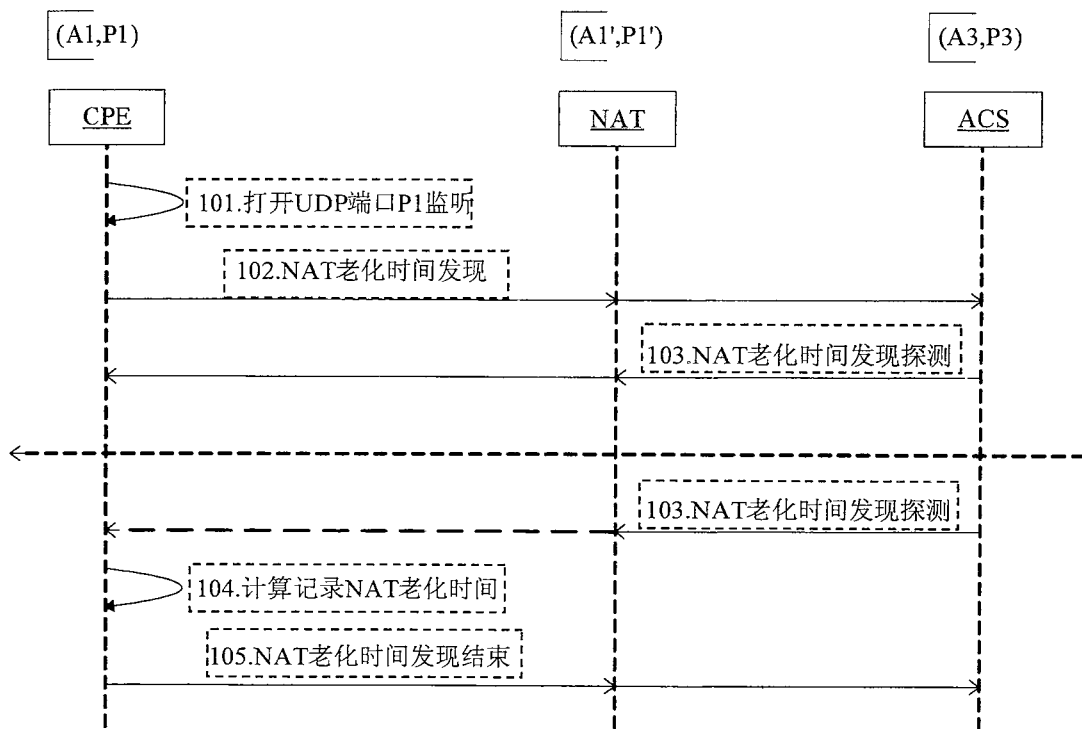 (A1,P1)
(A1',P1')
(A3,P3)
CPE
NAT
ACS
101.打开UDP端口P1监听
102.NAT老化时间发现
103.NAT老化时间发现探测
103.NAT老化时间发现探测
104.计算记录NAT老化时间
105.NAT老化时间发现结束